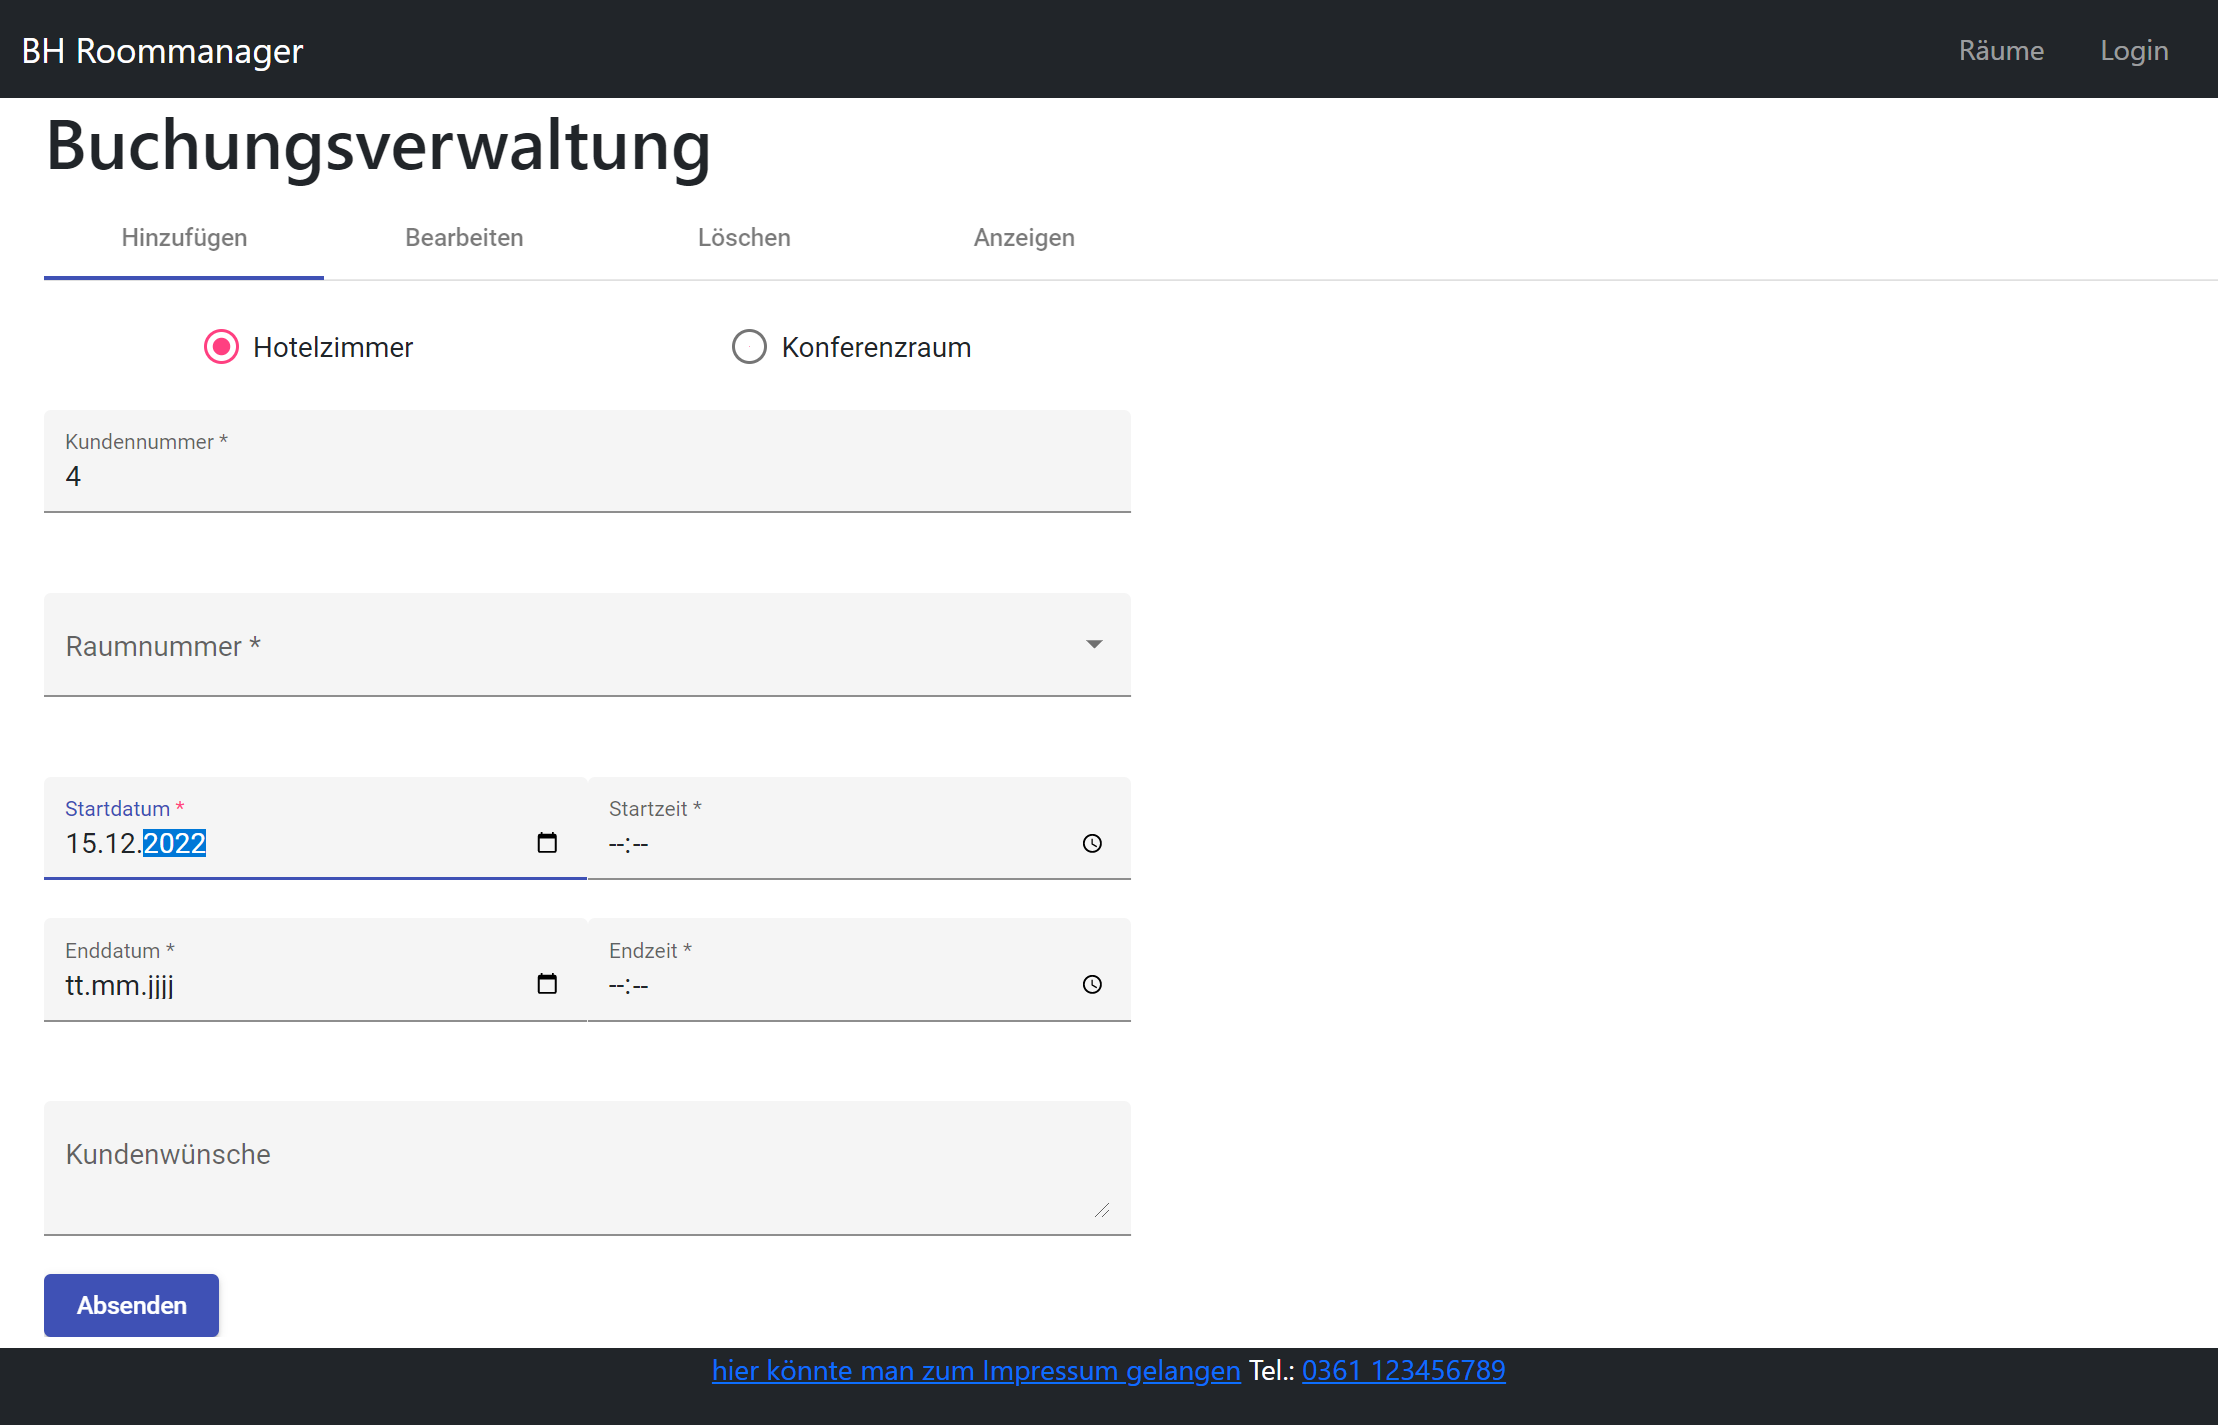 BH Roommanager Räume Login
Buchungsverwaltung
Hinzufügen Bearbeiten Löschen Anzeigen
Hotelzimmer Konferenzraum
Kundennummer *
4
Raumnummer *
Startdatum * Startzeit *
15.12.2022 --:--
Enddatum * Endzeit *
tt.mm.jjjj --:--
Kundenwünsche
Absenden
hier könnte man zum Impressum gelangen Tel.: 0361 123456789